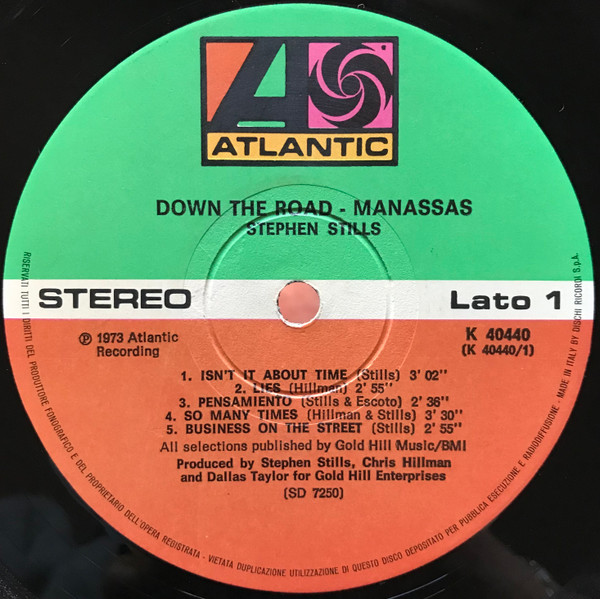 ATLANTIC
DOWN THE ROAD - MANASSAS
STEPHEN STILLS
STEREO
Lato 1
℗ 1973 Atlantic
Recording
K 40440
(K 40440/1)
1. ISN'T IT ABOUT TIME (Stills) 3' 02"
2. LIES (Hillman) 2' 55"
3. PENSAMIENTO (Stills & Escoto) 2' 36"
4. SO MANY TIMES (Hillman & Stills) 3' 30"
5. BUSINESS ON THE STREET (Stills) 2' 55"
All selections published by Gold Hill Music/BMI
Produced by Stephen Stills, Chris Hillman
and Dallas Taylor for Gold Hill Enterprises
(SD 7250)
RISERVATI TUTTI I DIRITTI DEL PRODUTTORE FONOGRAFICO E DEL PROPRIETARIO DELL'OPERA REGISTRATA - VIETATA DUPLICAZIONE UTILIZZAZIONE DI QUESTO DISCO DEPOSITATO PER PUBBLICA ESECUZIONE E RADIODIFFUSIONE - MADE IN ITALY BY DISCHI RICORDI S.p.A.